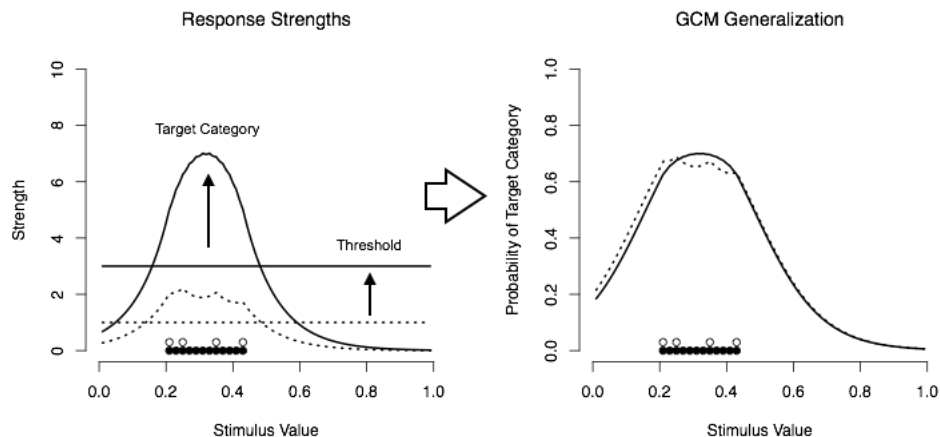 Response Strengths
10
8
6
4
2
0
Strength
Target Category
Threshold
0.0 0.2 0.4 0.6 0.8 1.0
Stimulus Value
GCM Generalization
1.0
0.8
0.6
0.4
0.2
0.0
Probability of Target Category
0.0 0.2 0.4 0.6 0.8 1.0
Stimulus Value